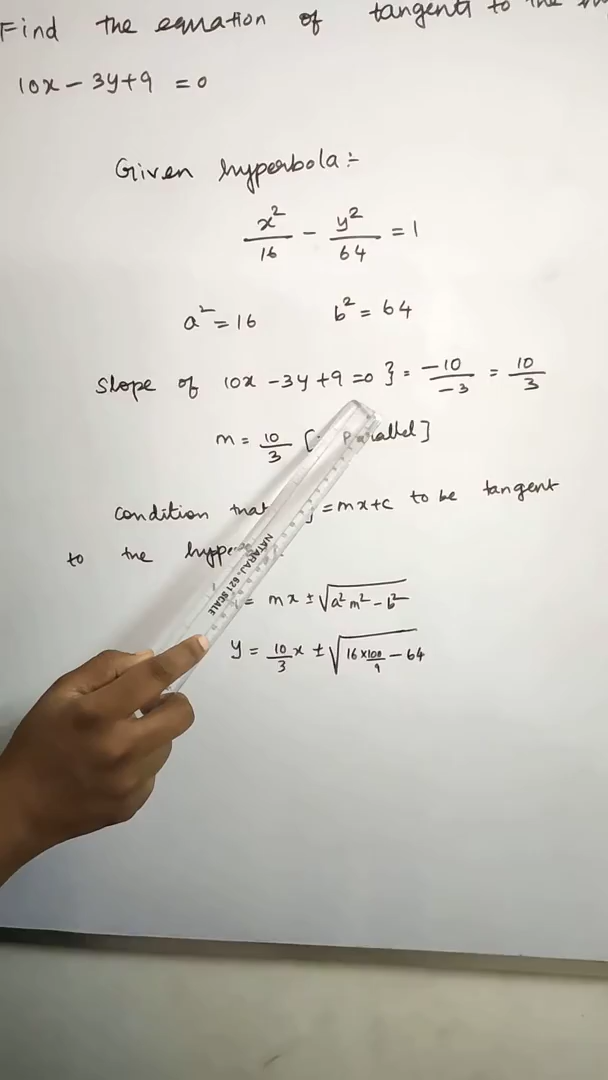 Find the equation of tangents to the
10x - 3y + 9 = 0
Given hyperbola :-
x²/16 - y²/64 = 1
a² = 16 b² = 64
Slope of 10x - 3y + 9 = 0 } = -10/-3 = 10/3
m = 10/3 [ parallel]
condition that = mx + c to be tangent
to the
NATARAJ 621 SCALE
= mx ± √(a²m² - b²)
y = 10/3 x ± √(16 × 100/9 - 64)